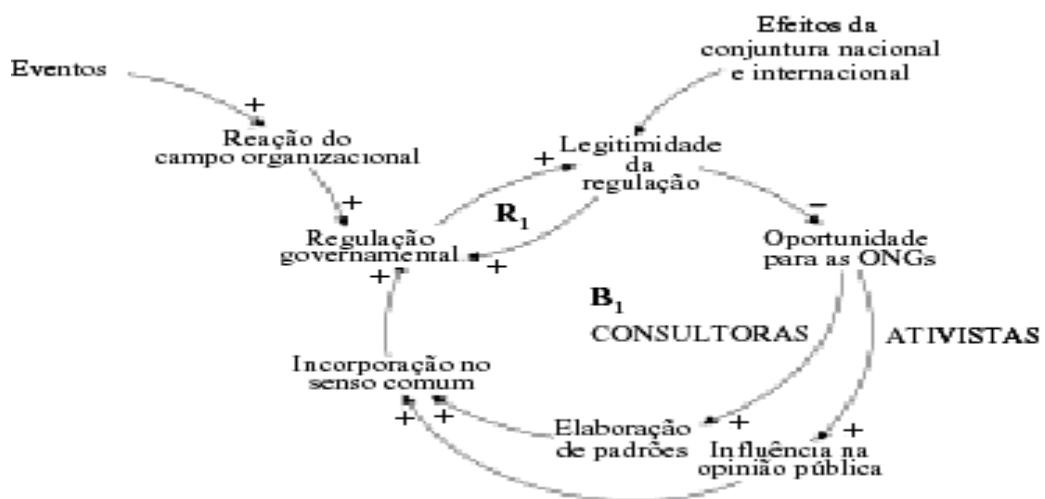 Efeitos da
conjuntura nacional
e internacional
Eventos
+
Reação do
campo organizacional
+
Legitimidade
da
regulação
+
R1
−
Regulação
governamental
+
+
Oportunidade
para as ONGs
B1
CONSULTORAS
ATIVISTAS
Incorporação no
senso comum
+
+
Elaboração
de padrões
+
+
Influência na
opinião pública